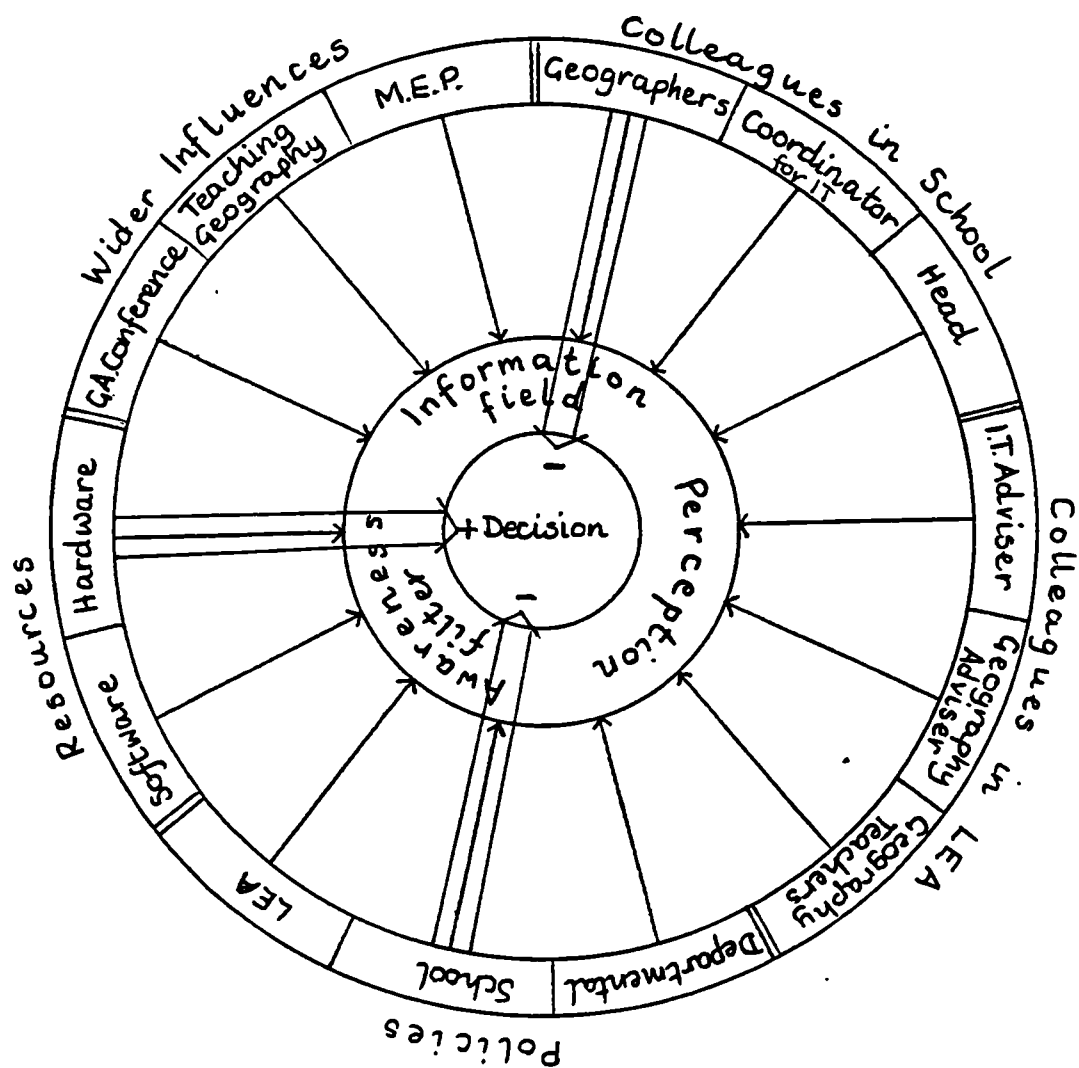 Wider Influences
M.E.P.
Teaching
Geography
G.A. Conference
Colleagues in School
Geographers
Coordinator
for IT
Head
Colleagues in LEA
I.T. Adviser
Geography
Adviser
Geography
Teachers
Policies
Departmental
School
LEA
Resources
Software
Hardware
Information
field
Perception
Awareness
filter
-
+ Decision
-